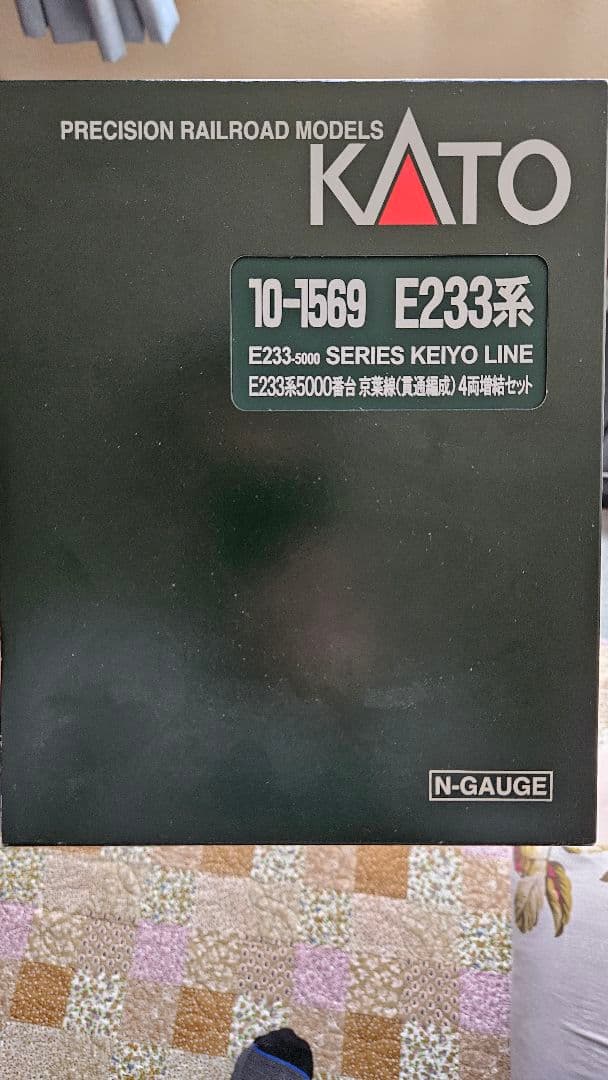 PRECISION RAILROAD MODELS
KATO
10-1569 E233系
E233-5000 SERIES KEIYO LINE
E233系5000番台 京葉線(貫通編成) 4両増結セット
N-GAUGE